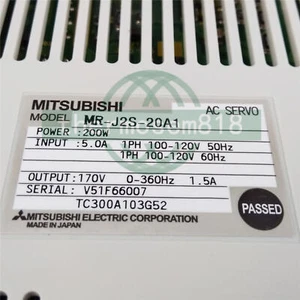 MITSUBISHI
AC SERVO
MODEL MR-J2S-20A1
POWER :200W
INPUT :5.0A 1PH 100-120V 50Hz
1PH 100-120V 60Hz
OUTPUT:170V 0-360Hz 1.5A
SERIAL: V51F66007
TC300A103G52
PASSED
MITSUBISHI ELECTRIC CORPORATION
MADE IN JAPAN